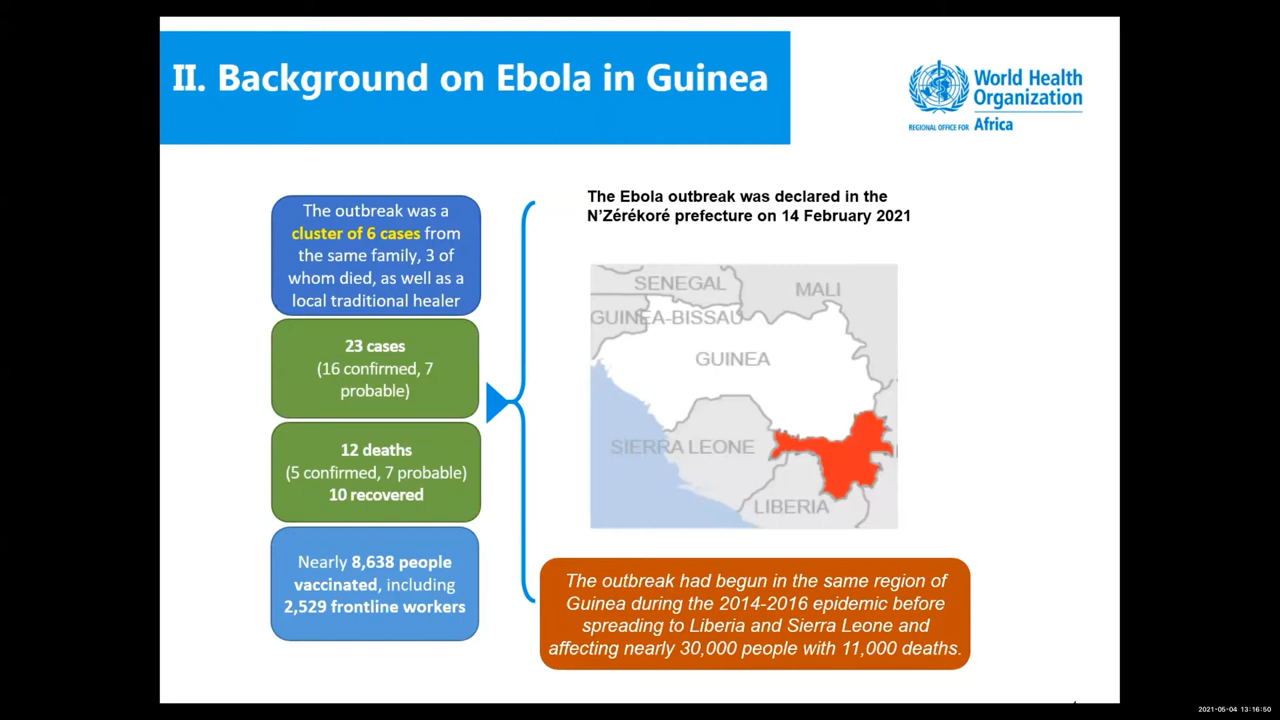 II. Background on Ebola in Guinea
World Health
Organization
REGIONAL OFFICE FOR Africa
The outbreak was a
cluster of 6 cases from
the same family, 3 of
whom died, as well as a
local traditional healer
23 cases
(16 confirmed, 7
probable)
12 deaths
(5 confirmed, 7 probable)
10 recovered
Nearly 8,638 people
vaccinated, including
2,529 frontline workers
The Ebola outbreak was declared in the
N'Zérékoré prefecture on 14 February 2021
SENEGAL
MALI
GUINEA-BISSAU
GUINEA
SIERRA LEONE
LIBERIA
The outbreak had begun in the same region of
Guinea during the 2014-2016 epidemic before
spreading to Liberia and Sierra Leone and
affecting nearly 30,000 people with 11,000 deaths.
2021-05-04 13:16:50